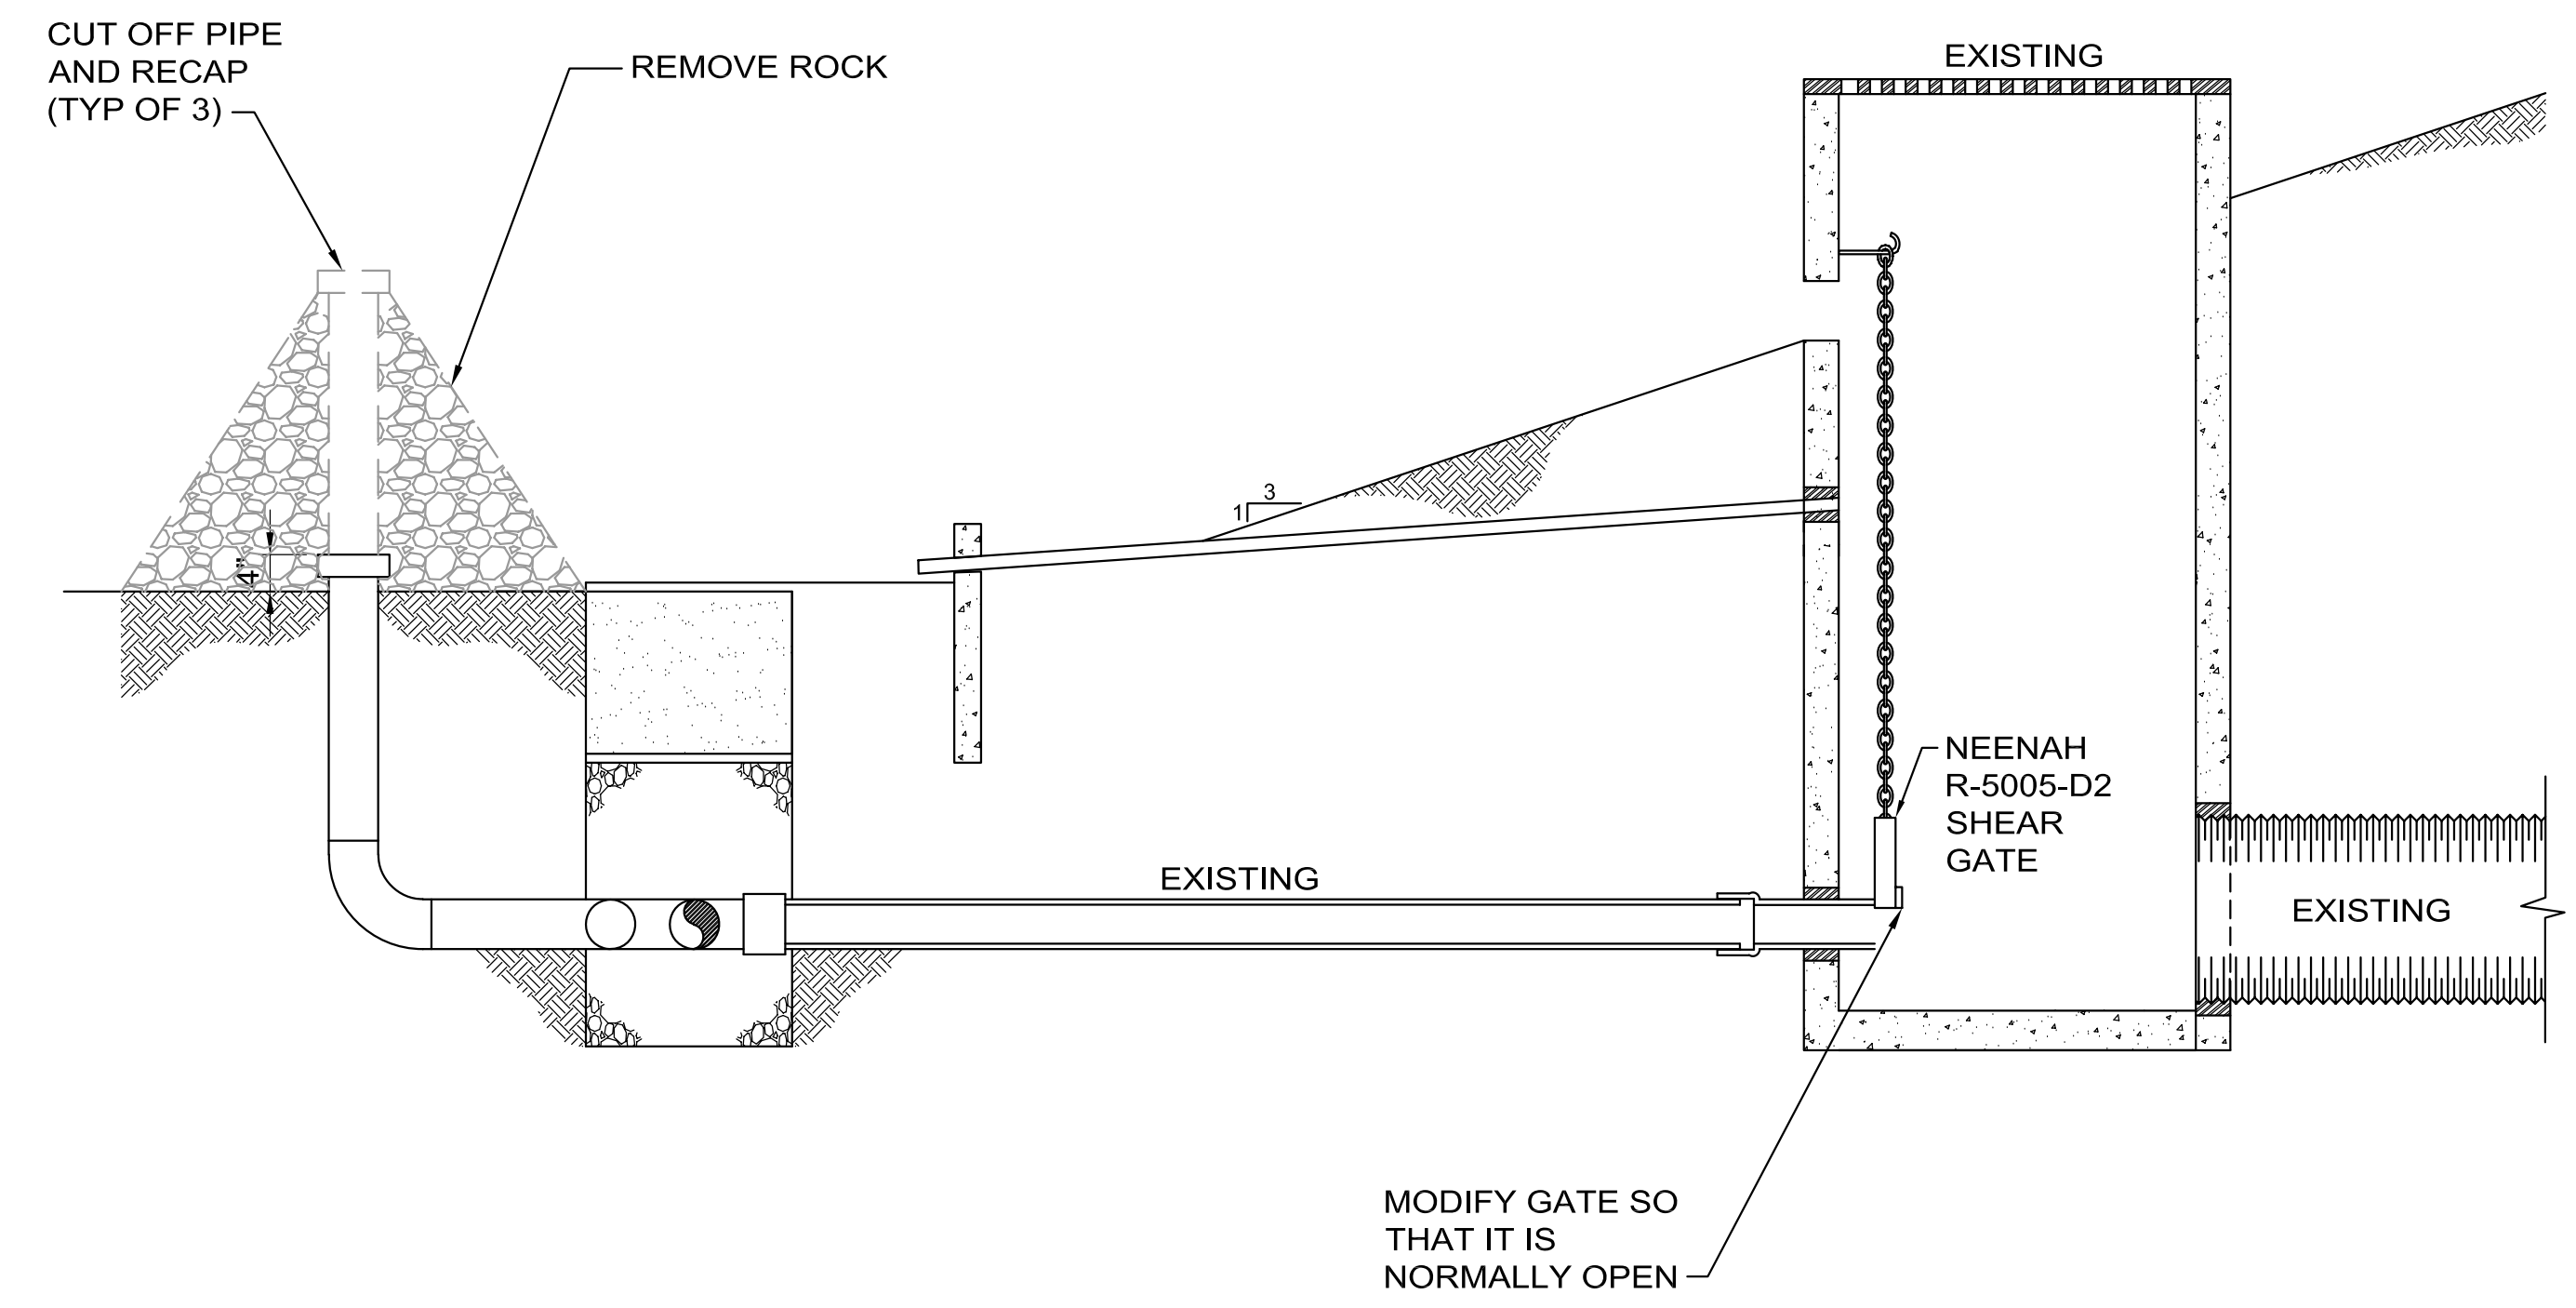 CUT OFF PIPE
AND RECAP
(TYP OF 3)
REMOVE ROCK
EXISTING
3
1
4"
NEENAH
R-5005-D2
SHEAR
GATE
EXISTING
EXISTING
MODIFY GATE SO
THAT IT IS
NORMALLY OPEN